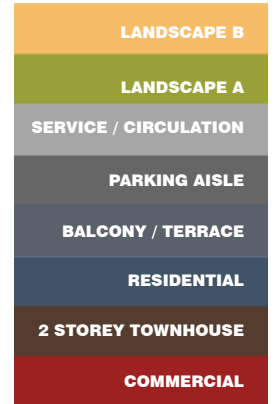 LANDSCAPE B
LANDSCAPE A
SERVICE / CIRCULATION
PARKING AISLE
BALCONY / TERRACE
RESIDENTIAL
2 STOREY TOWNHOUSE
COMMERCIAL